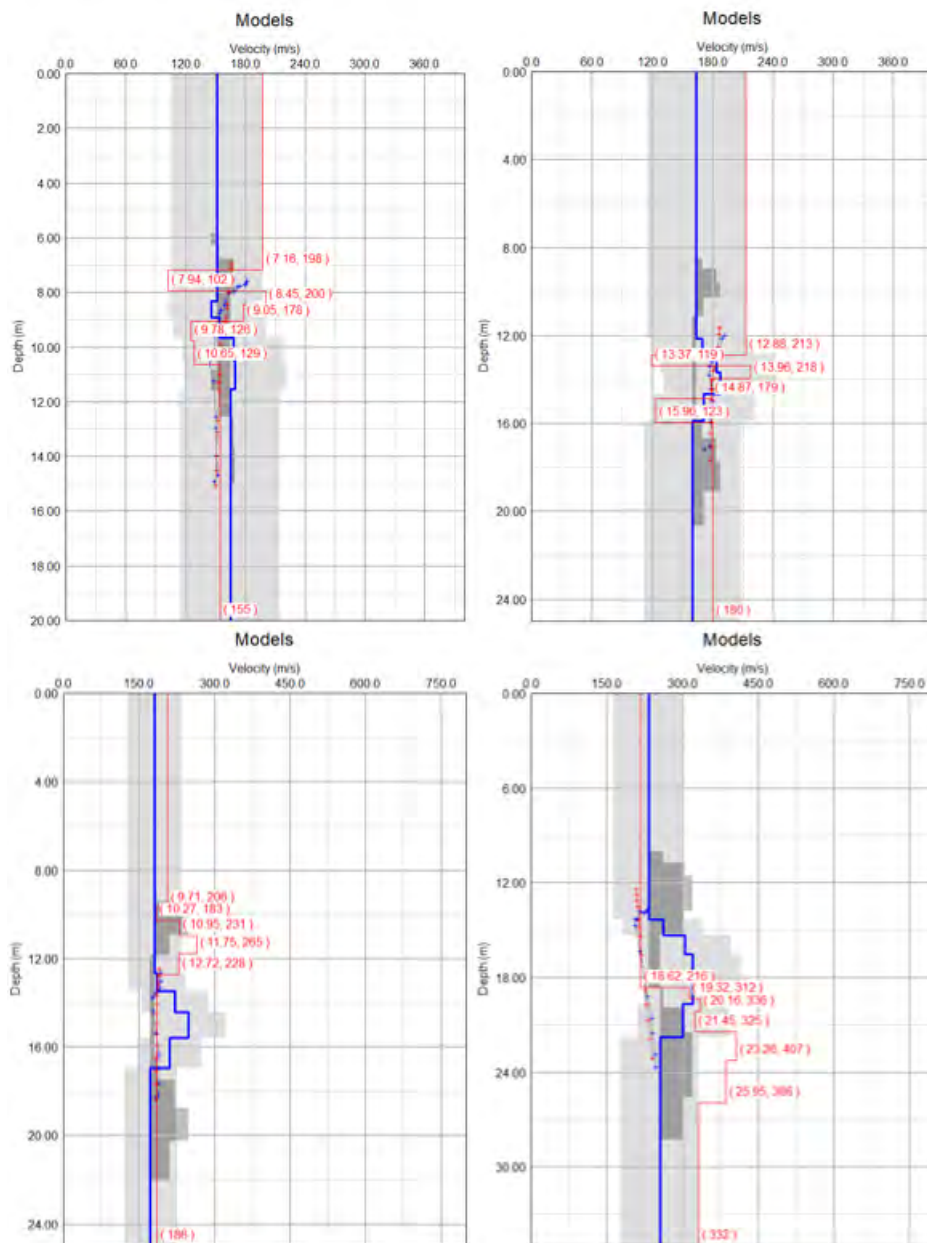 Models
Velocity (m/s)
0.00 60.0 120.0 180.0 240.0 300.0 360.0
0.00
2.00
4.00
6.00
8.00
10.00
12.00
14.00
16.00
18.00
20.00
Depth (m)
( 7.16, 198 )
( 7.94, 102 )
( 8.45, 200 )
( 9.05, 178 )
( 9.78, 126 )
( 10.65, 129 )
( 155 )
Models
Velocity (m/s)
0.0 60.0 120.0 180.0 240.0 300.0 360.0
0.00
4.00
8.00
12.00
16.00
20.00
24.00
Depth (m)
( 12.88, 213 )
( 13.37, 119 )
( 13.96, 218 )
( 14.87, 179 )
( 15.96, 123 )
( 180 )
Models
Velocity (m/s)
0.0 150.0 300.0 450.0 600.0 750.0
0.00
4.00
8.00
12.00
16.00
20.00
24.00
Depth (m)
( 9.71, 206 )
( 10.27, 183 )
( 10.95, 231 )
( 11.75, 265 )
( 12.72, 228 )
( 186 )
Models
Velocity (m/s)
0.0 150.0 300.0 450.0 600.0 750.0
0.00
6.00
12.00
18.00
24.00
30.00
Depth (m)
( 18.62, 216 )
( 19.32, 312 )
( 20.16, 336 )
( 21.45, 325 )
( 23.26, 407 )
( 25.95, 386 )
( 332 )